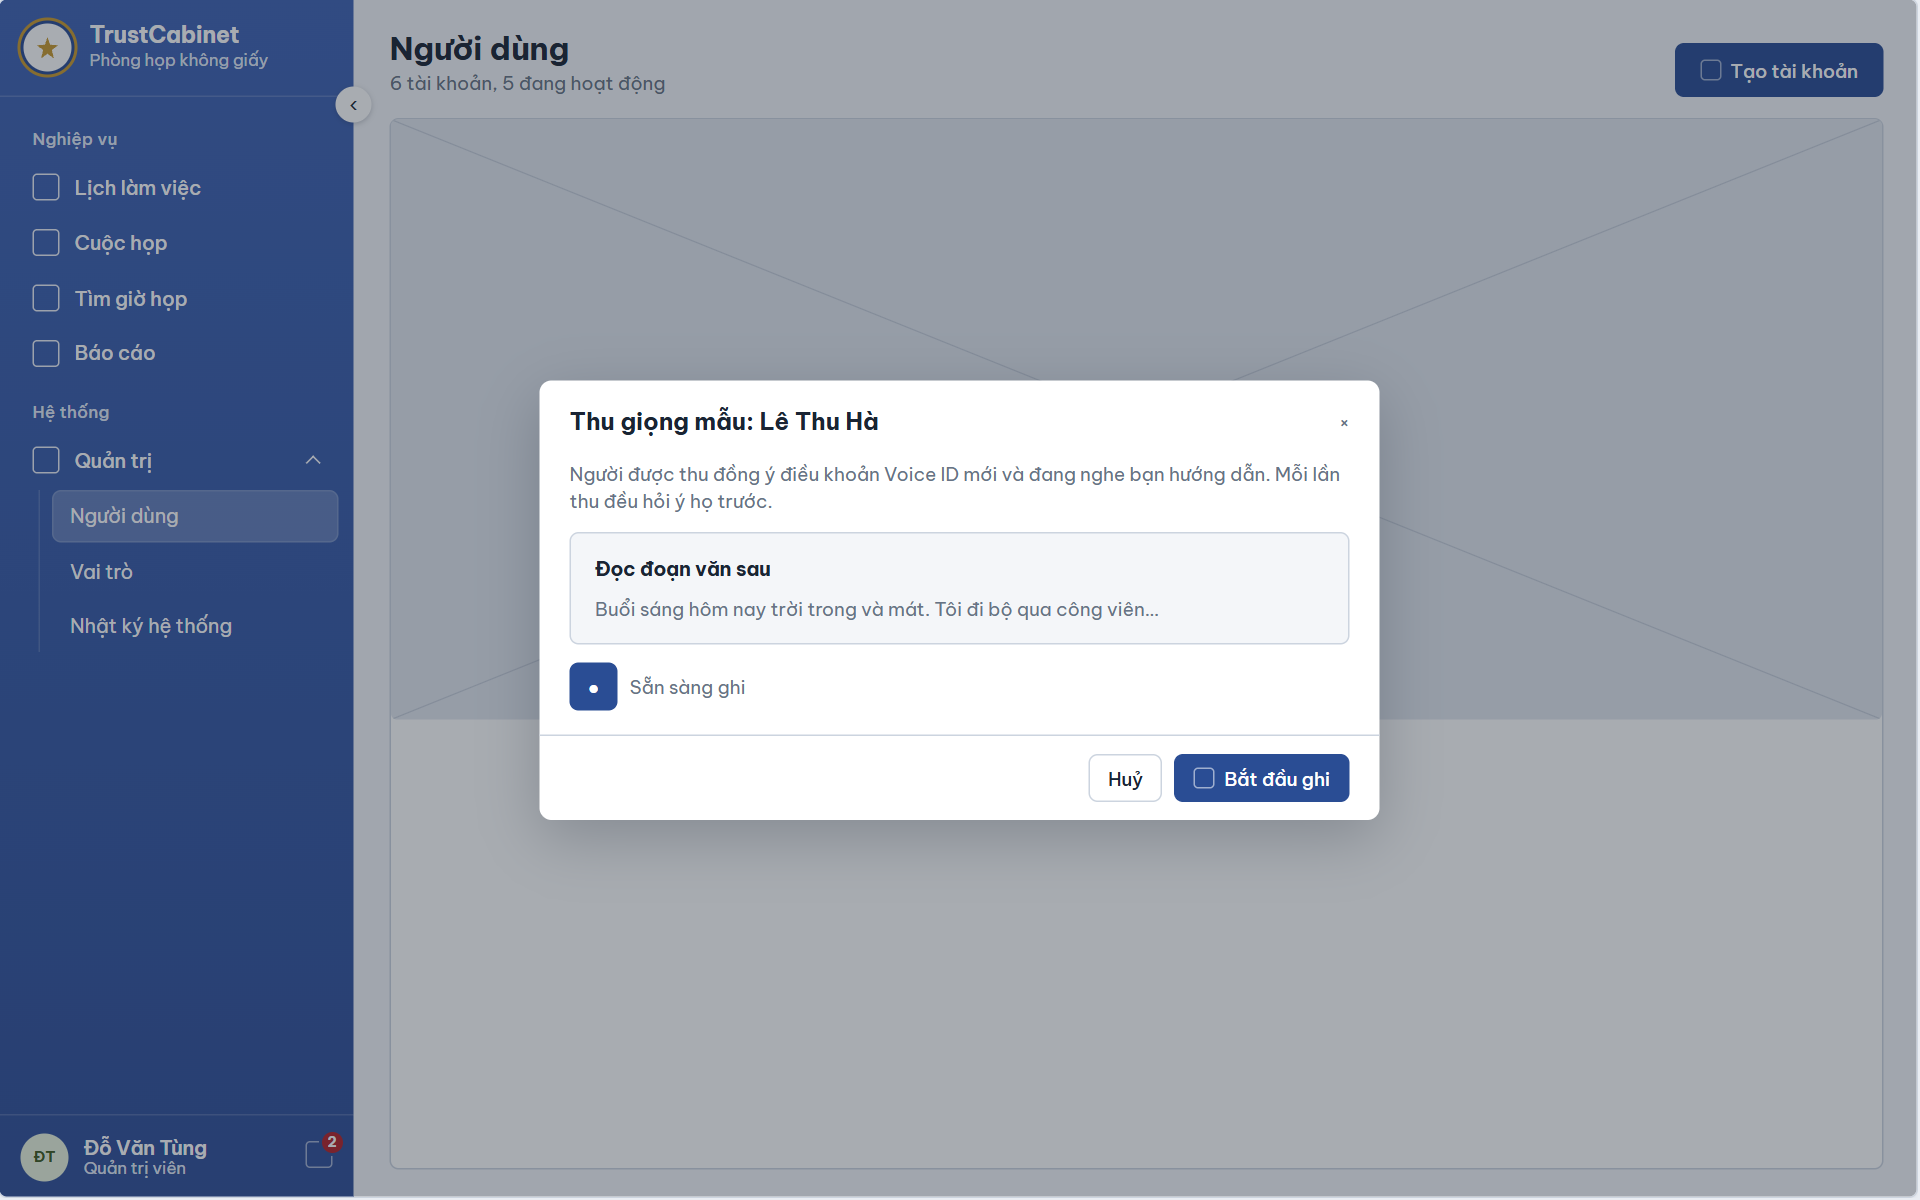 TrustCabinet
Phòng họp không giấy
Nghiệp vụ
Lịch làm việc
Cuộc họp
Tìm giờ họp
Báo cáo
Hệ thống
Quản trị
Người dùng
Vai trò
Nhật ký hệ thống
ĐT
Đỗ Văn Tùng
Quản trị viên
2
Người dùng
6 tài khoản, 5 đang hoạt động
Tạo tài khoản
Thu giọng mẫu: Lê Thu Hà
Người được thu đồng ý điều khoản Voice ID mới và đang nghe bạn hướng dẫn. Mỗi lần
thu đều hỏi ý họ trước.
Đọc đoạn văn sau
Buổi sáng hôm nay trời trong và mát. Tôi đi bộ qua công viên...
Sẵn sàng ghi
Huỷ
Bắt đầu ghi